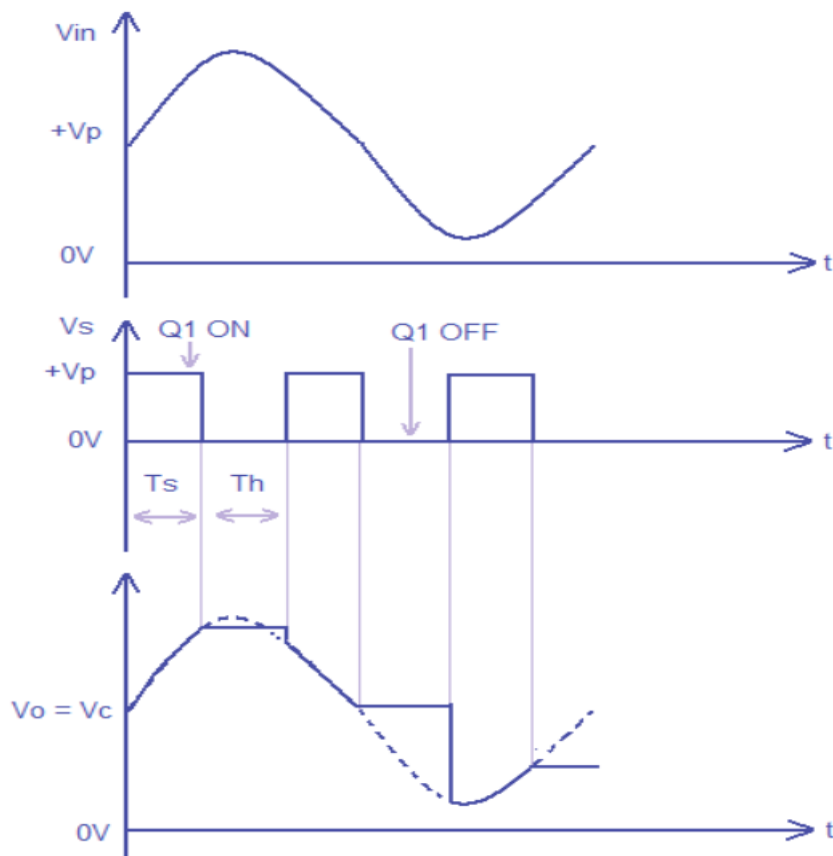 Vin
+Vp
0V
t
Vs
Q1 ON
Q1 OFF
+Vp
0V
t
Ts
Th
Vo = Vc
0V
t